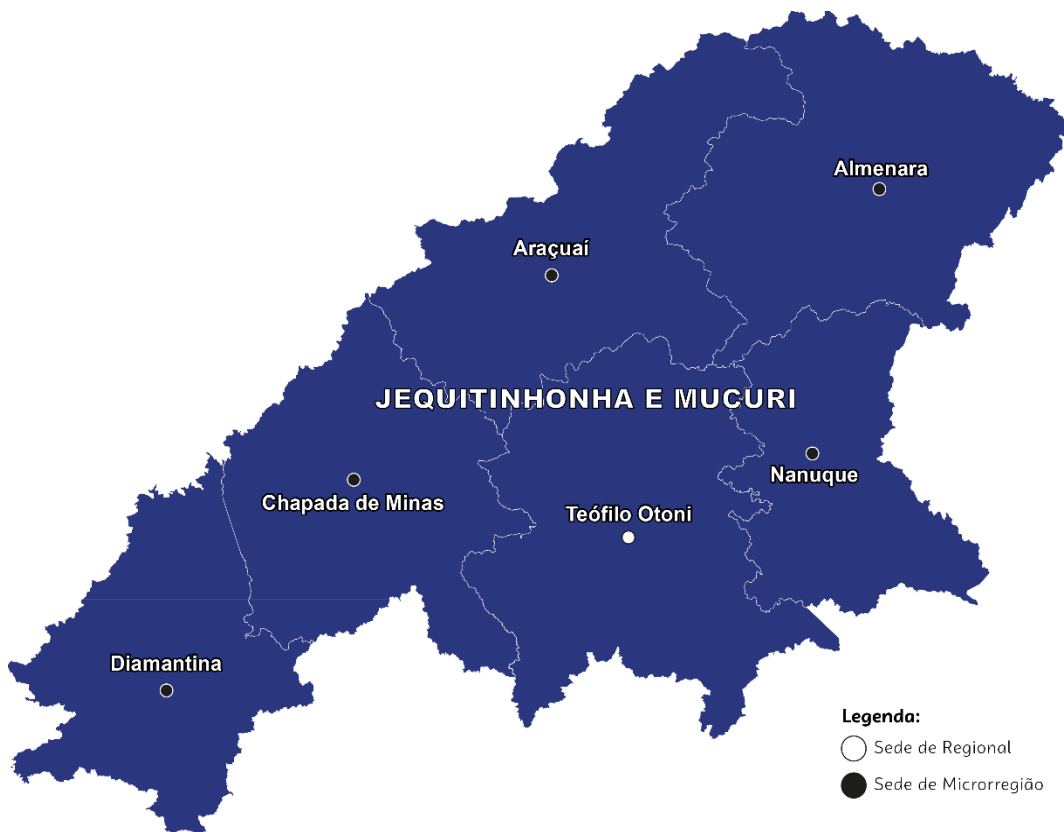 Almenara
Araçuaí
JEQUITINHONHA E MUCURI
Nanuque
Chapada de Minas
Teófilo Otoni
Diamantina
Legenda:
Sede de Regional
Sede de Microrregião